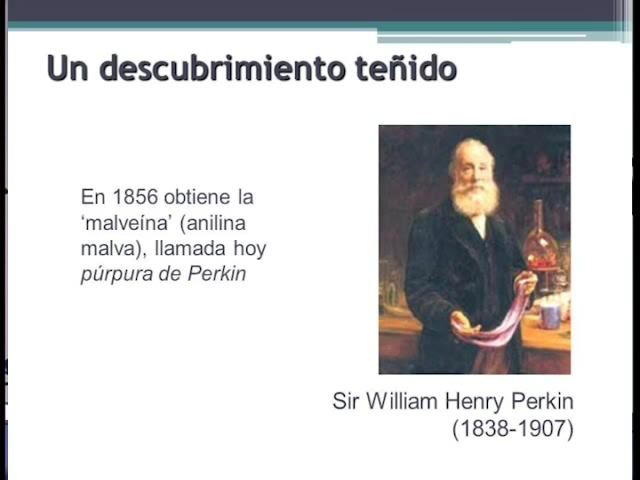 Un descubrimiento teñido
En 1856 obtiene la
‘malveína’ (anilina
malva), llamada hoy
púrpura de Perkin
Sir William Henry Perkin
(1838-1907)